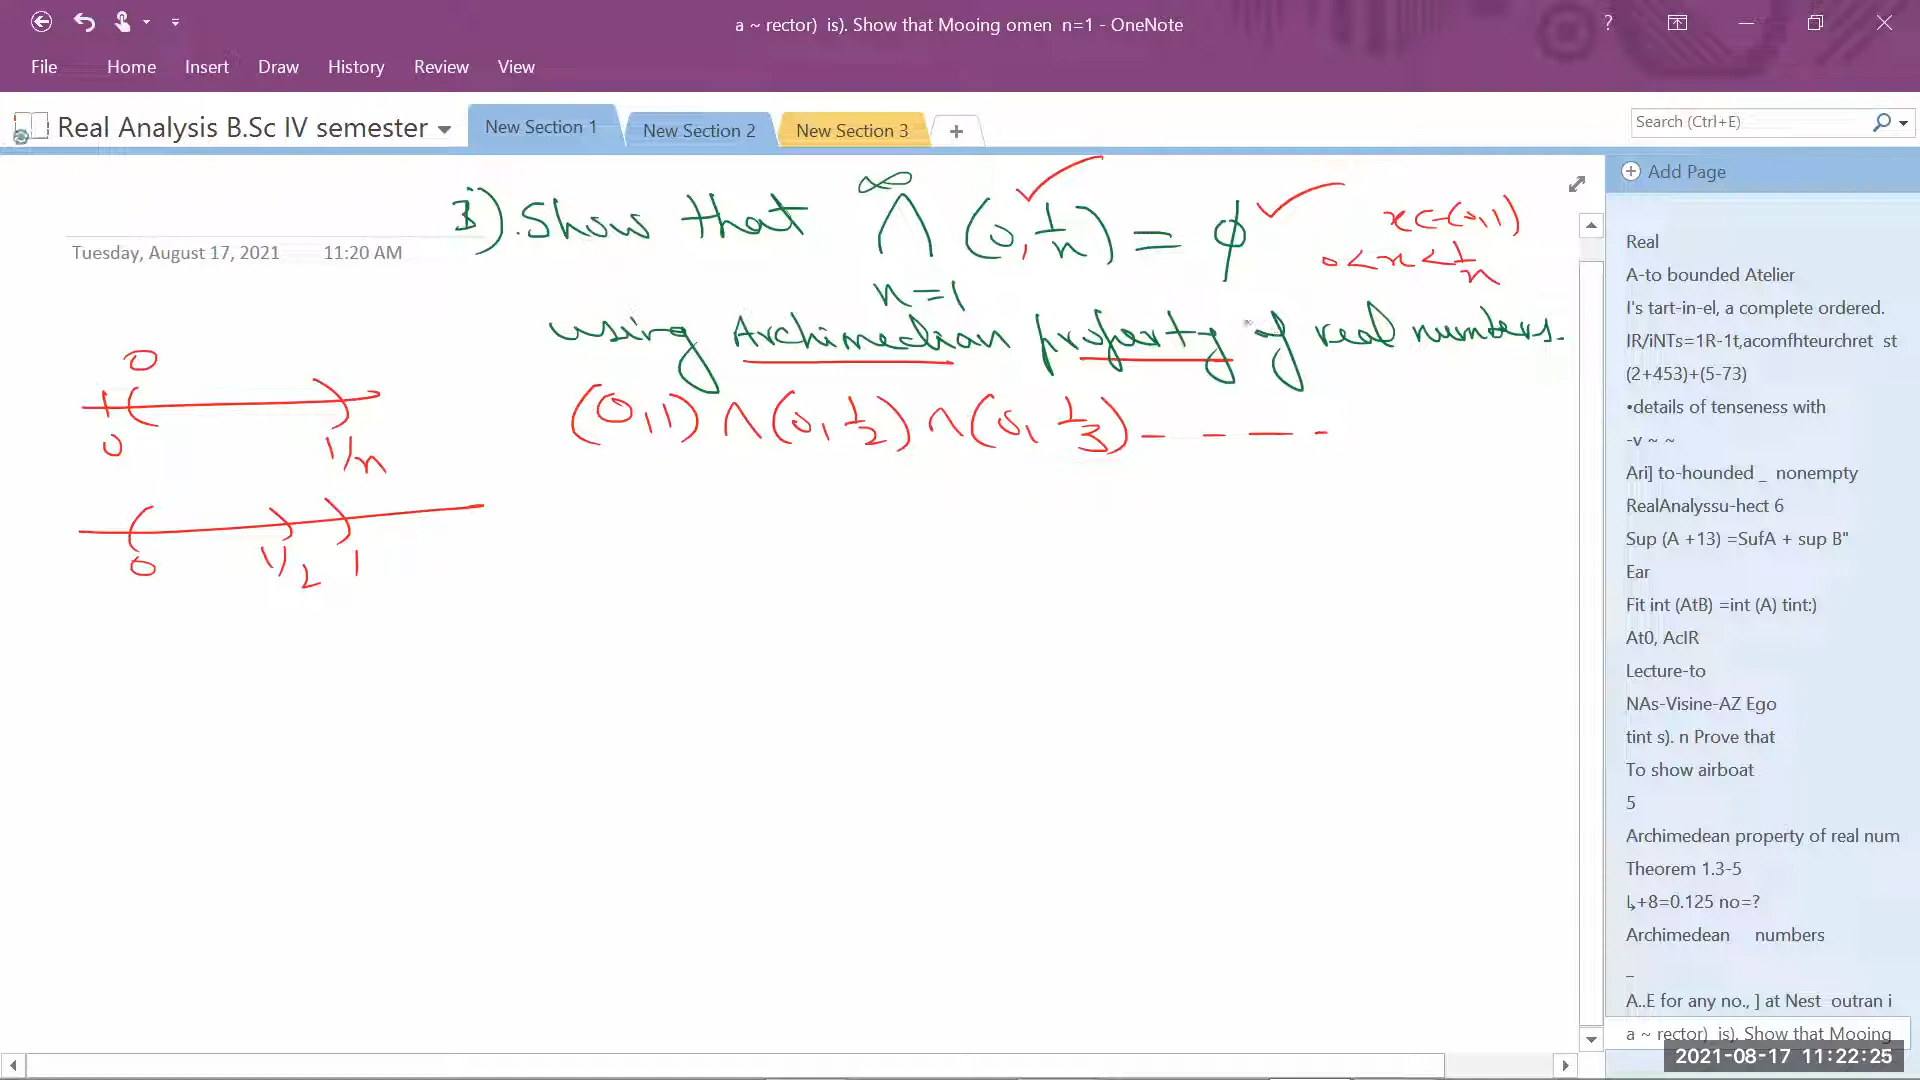 a ~ rector)  is). Show that Mooing omen  n=1 - OneNote
File Home Insert Draw History Review View
Real Analysis B.Sc IV semester
New Section 1 New Section 2 New Section 3 +
Search (Ctrl+E)
Tuesday, August 17, 2021 11:20 AM
3). Show that ∞ ∩ n=1 (0, 1/n) = ϕ
x ∈ (0,1)
0 < x < 1/n
using Archimedian property of real numbers.
(0,1) ∩ (0, 1/2) ∩ (0, 1/3) - - - -
0
0 1/n
0 1/2 1
Add Page
Real
A-to bounded Atelier
I's tart-in-el, a complete ordered.
IR/iNTs=1R-1t,acomfhteurchret st
(2+453)+(5-73)
•details of tenseness with
-v ~ ~
Ari] to-hounded _ nonempty
RealAnalyssu-hect 6
Sup (A +13) =SufA + sup B"
Ear
Fit int (AtB) =int (A) tint:)
At0, AcIR
Lecture-to
NAs-Visine-AZ Ego
tint s). n Prove that
To show airboat
5
Archimedean property of real num
Theorem 1.3-5
l,+8=0.125 no=?
Archimedean numbers
_
A..E for any no., ] at Nest outran i
a ~ rector)  is). Show that Mooing
2021-08-17 11:22:25